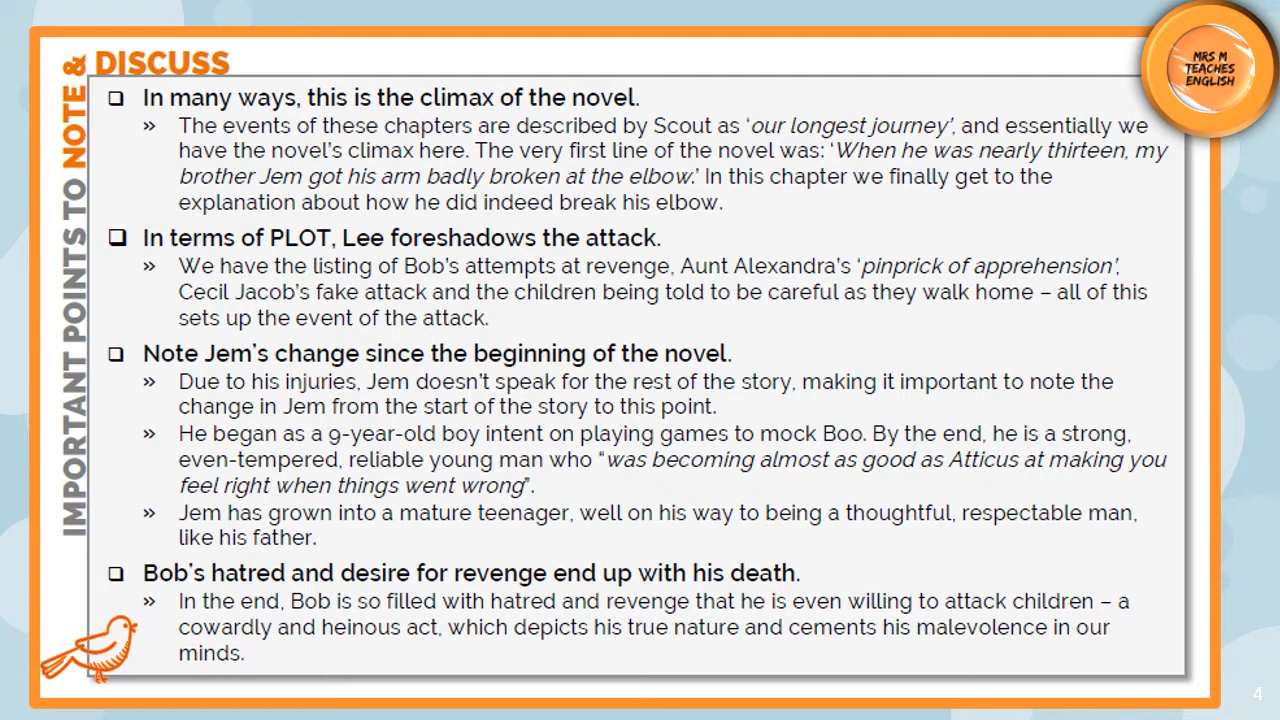 IMPORTANT POINTS TO NOTE & DISCUSS
MRS M
TEACHES
ENGLISH
❑ In many ways, this is the climax of the novel.
» The events of these chapters are described by Scout as ‘our longest journey’, and essentially we
have the novel’s climax here. The very first line of the novel was: ‘When he was nearly thirteen, my
brother Jem got his arm badly broken at the elbow.’ In this chapter we finally get to the
explanation about how he did indeed break his elbow.
❑ In terms of PLOT, Lee foreshadows the attack.
» We have the listing of Bob’s attempts at revenge, Aunt Alexandra’s ‘pinprick of apprehension’,
Cecil Jacob’s fake attack and the children being told to be careful as they walk home – all of this
sets up the event of the attack.
❑ Note Jem’s change since the beginning of the novel.
» Due to his injuries, Jem doesn’t speak for the rest of the story, making it important to note the
change in Jem from the start of the story to this point.
» He began as a 9-year-old boy intent on playing games to mock Boo. By the end, he is a strong,
even-tempered, reliable young man who “was becoming almost as good as Atticus at making you
feel right when things went wrong”.
» Jem has grown into a mature teenager, well on his way to being a thoughtful, respectable man,
like his father.
❑ Bob’s hatred and desire for revenge end up with his death.
» In the end, Bob is so filled with hatred and revenge that he is even willing to attack children – a
cowardly and heinous act, which depicts his true nature and cements his malevolence in our
minds.
4